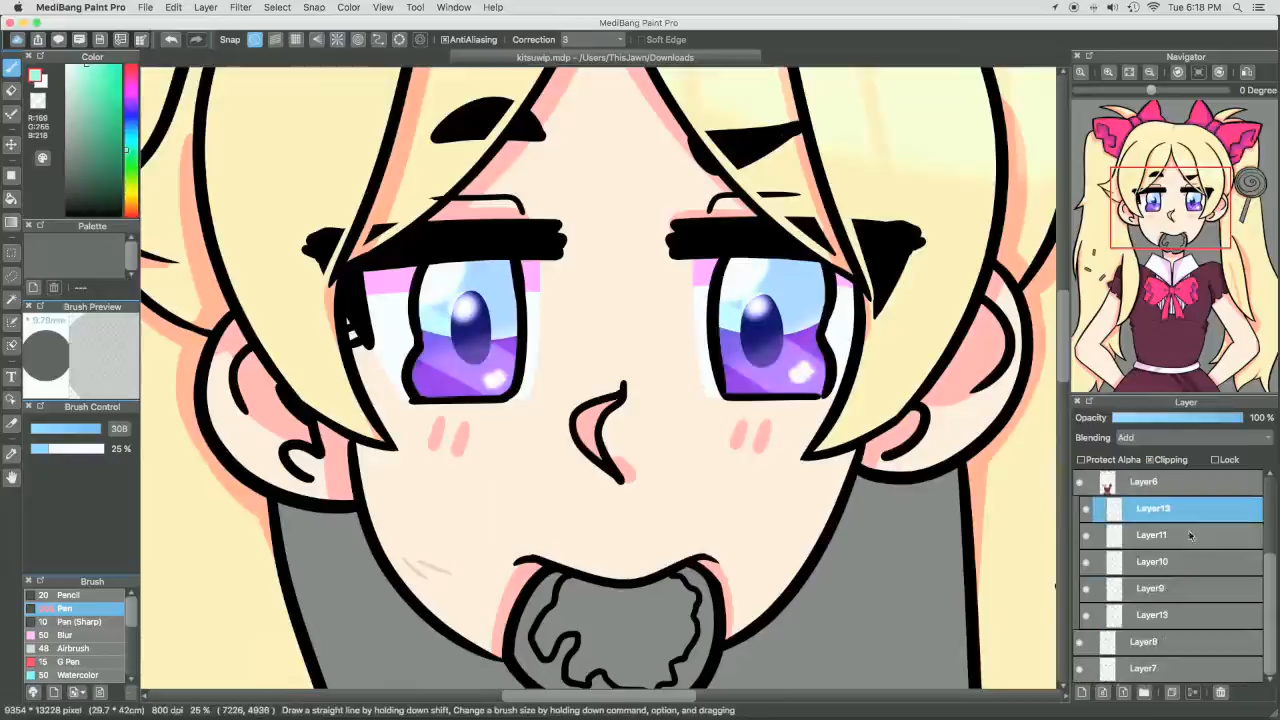 MediBang Paint Pro File Edit Layer Filter Select Snap Color View Tool Window Help Tue 6:18 PM
MediBang Paint Pro
Snap AntiAliasing Correction 3 Soft Edge
kitsuwip.mdp - /Users/ThisJawn/Downloads
Color
R:169
G:255
B:218
Palette
----
Brush Preview
* 9.78mm
Brush Control
308
25 %
Brush
20 Pencil
Pen
10 Pen (Sharp)
50 Blur
48 Airbrush
15 G Pen
50 Watercolor
Navigator
0 Degree
Layer
Opacity 100 %
Blending Add
Protect Alpha Clipping Lock
Layer6
Layer13
Layer11
Layer10
Layer9
Layer13
Layer8
Layer7
9354 * 13228 pixel (29.7 * 42cm) 800 dpi 25 % ( 7226, 4936 ) Draw a straight line by holding down shift, Change a brush size by holding down command, option, and dragging